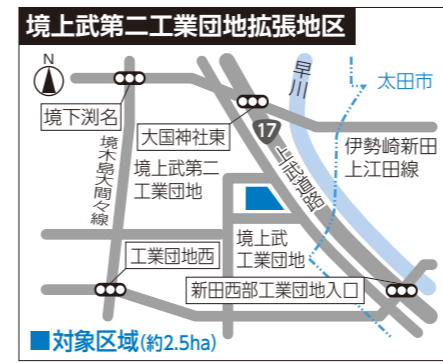 境上武第二工業団地拡張地区
N
早川
太田市
境下渕名
大国神社東
17
上武道路
伊勢崎新田
上江田線
境木島大間々線
境上武第二
工業団地
境上武
工業団地
工業団地西
新田西部工業団地入口
■対象区域(約2.5ha)